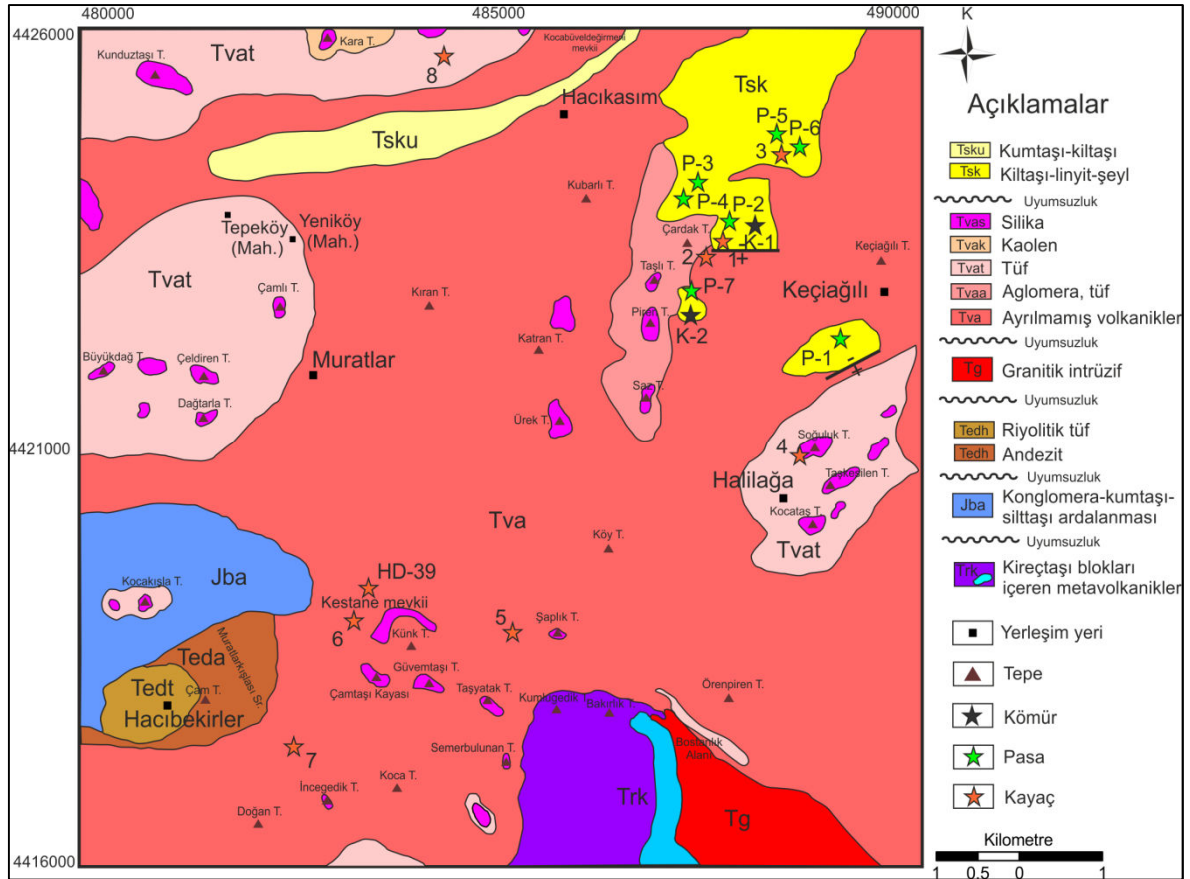 480000
485000
490000
4426000
4421000
4416000
Kunduztaşı T.
Tvat
Kara T.
8
Kocabüveldeğirmeni
mevkii
Hacıkasım
Tsku
Tsk
P-5
P-6
3
P-3
P-4
P-2
Kubarlı T.
Çardak T.
K-1
-
2
1
+
Keçiağılı T.
Tepeköy
(Mah.)
Yeniköy
(Mah.)
Tvat
Çamlı T.
Kıran T.
Taşlı T.
P-7
Keçiağılı
Piren T.
K-2
Katran T.
P-1
-
+
Büyükdağ T.
Çeldiren T.
Muratlar
Dağtarla T.
Saz T.
Ürek T.
Soğuluk T.
4
Halilağa
Taşkesilen T.
Kocataş T.
Tvat
Tva
Köy T.
Jba
Kocakışla T.
HD-39
Kestane mevkii
6
Künk T.
5
Şaplık T.
Teda
Muratlarkışlası Sr.
Tedt
Çam T.
Hacıbekirler
Güvemtaşı T.
Çamtaşı Kayası
Taşyatak T.
Kumlugedik T.
Bakırlık T.
Örenpiren T.
Bostanlık
Alanı
7
Semerbulunan T.
İncegedik T.
Koca T.
Doğan T.
Trk
Tg
K
Açıklamalar
Tsku Kumtaşı-kiltaşı
Tsk Kiltaşı-linyit-şeyl
Uyumsuzluk
Tvas Silika
Tvak Kaolen
Tvat Tüf
Tvaa Aglomera, tüf
Tva Ayrılmamış volkanikler
Uyumsuzluk
Tg Granitik intrüzif
Uyumsuzluk
Tedh Riyolitik tüf
Tedh Andezit
Uyumsuzluk
Jba Konglomera-kumtaşı-
silttaşı ardalanması
Uyumsuzluk
Trk Kireçtaşı blokları
içeren metavolkanikler
Yerleşim yeri
Tepe
Kömür
Pasa
Kayaç
Kilometre
1 0,5 0 1